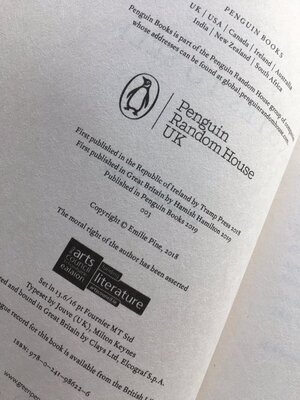 PENGUIN BOOKS
UK | USA | Canada | Ireland | Australia
India | New Zealand | South Africa
Penguin Books is part of the Penguin Random House group of
whose addresses can be found at global.penguinrandomhouse.com
Penguin
Random House
UK
First published in the Republic of Ireland by Tramp Press 2018
First published in Great Britain by Hamish Hamilton 2019
Published in Penguin Books 2019
003
Copyright © Emilie Pine, 2018
The moral right of the author has been asserted
arts
council
ealaíon
funding
literature
artscouncil.ie
Set in 13.6/16 pt Fournier MT Std
Typeset by Jouve (UK), Milton Keynes
and bound in Great Britain by Clays Ltd, Elcograf S.p.A.
record for this book is available from the British
978-0-241-98622-6